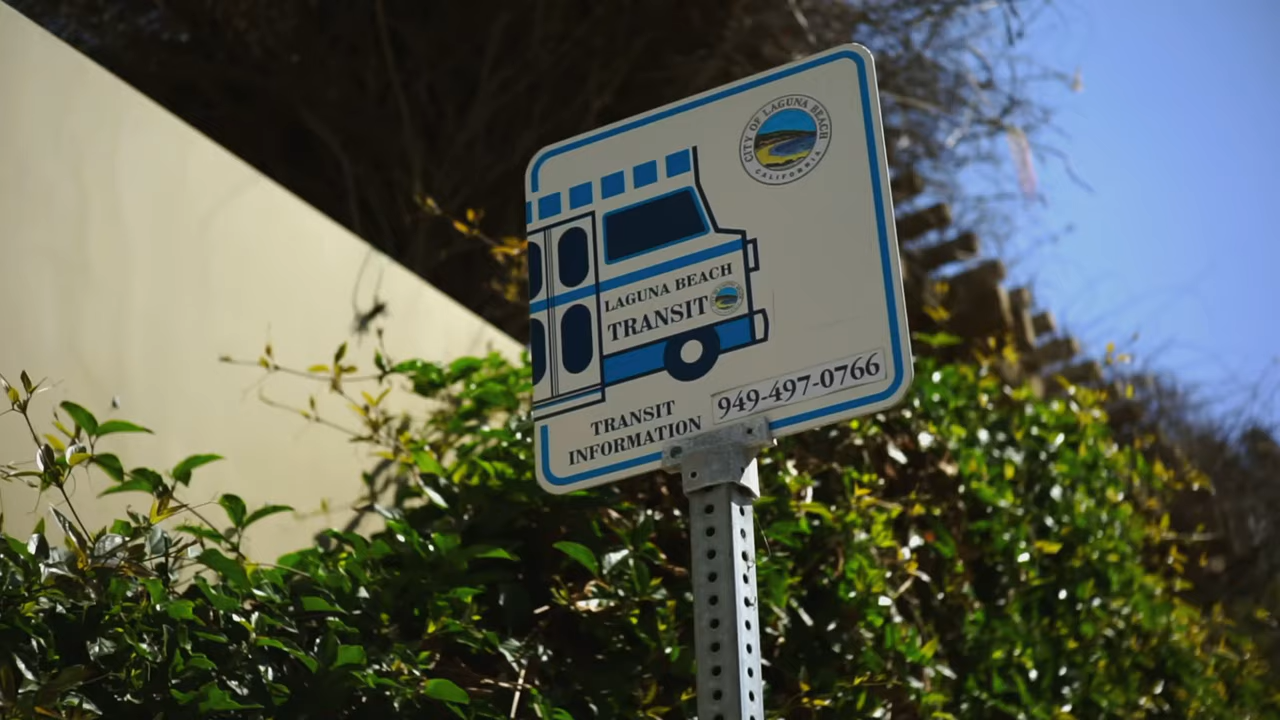 CITY OF LAGUNA BEACH
CALIFORNIA
LAGUNA BEACH
TRANSIT
949-497-0766
TRANSIT
INFORMATION